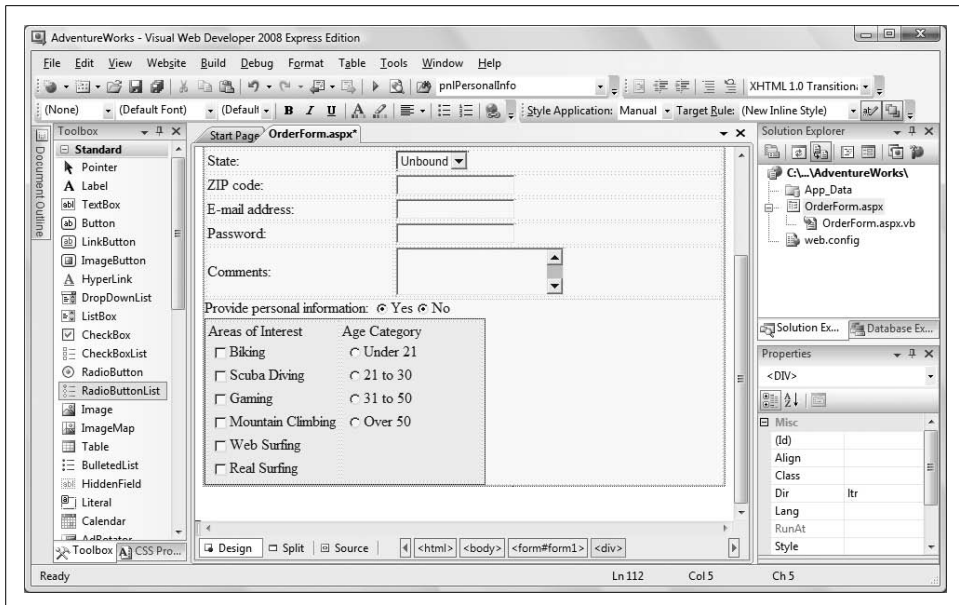 AdventureWorks - Visual Web Developer 2008 Express Edition
File Edit View Website Build Debug Format Table Tools Window Help
pnlPersonalInfo
XHTML 1.0 Transition
(None) (Default Font) (Default B I U A Style Application: Manual Target Rule: (New Inline Style)
Document Outline
Toolbox
Standard
Pointer
A Label
TextBox
Button
LinkButton
ImageButton
A HyperLink
DropDownList
ListBox
CheckBox
CheckBoxList
RadioButton
RadioButtonList
Image
ImageMap
Table
BulletedList
HiddenField
Literal
Calendar
AdRotator
Toolbox CSS Pro...
Start Page OrderForm.aspx*
State: Unbound
ZIP code:
E-mail address:
Password:
Comments:
Provide personal information: Yes No
Areas of Interest Age Category
Biking Under 21
Scuba Diving 21 to 30
Gaming 31 to 50
Mountain Climbing Over 50
Web Surfing
Real Surfing
Design Split Source <html> <body> <form#form1> <div>
Solution Explorer
C:\...\AdventureWorks\
App_Data
OrderForm.aspx
OrderForm.aspx.vb
web.config
Solution Ex... Database Ex...
Properties
<DIV>
Misc
(Id)
Align
Class
Dir ltr
Lang
RunAt
Style
Ready Ln 112 Col 5 Ch 5